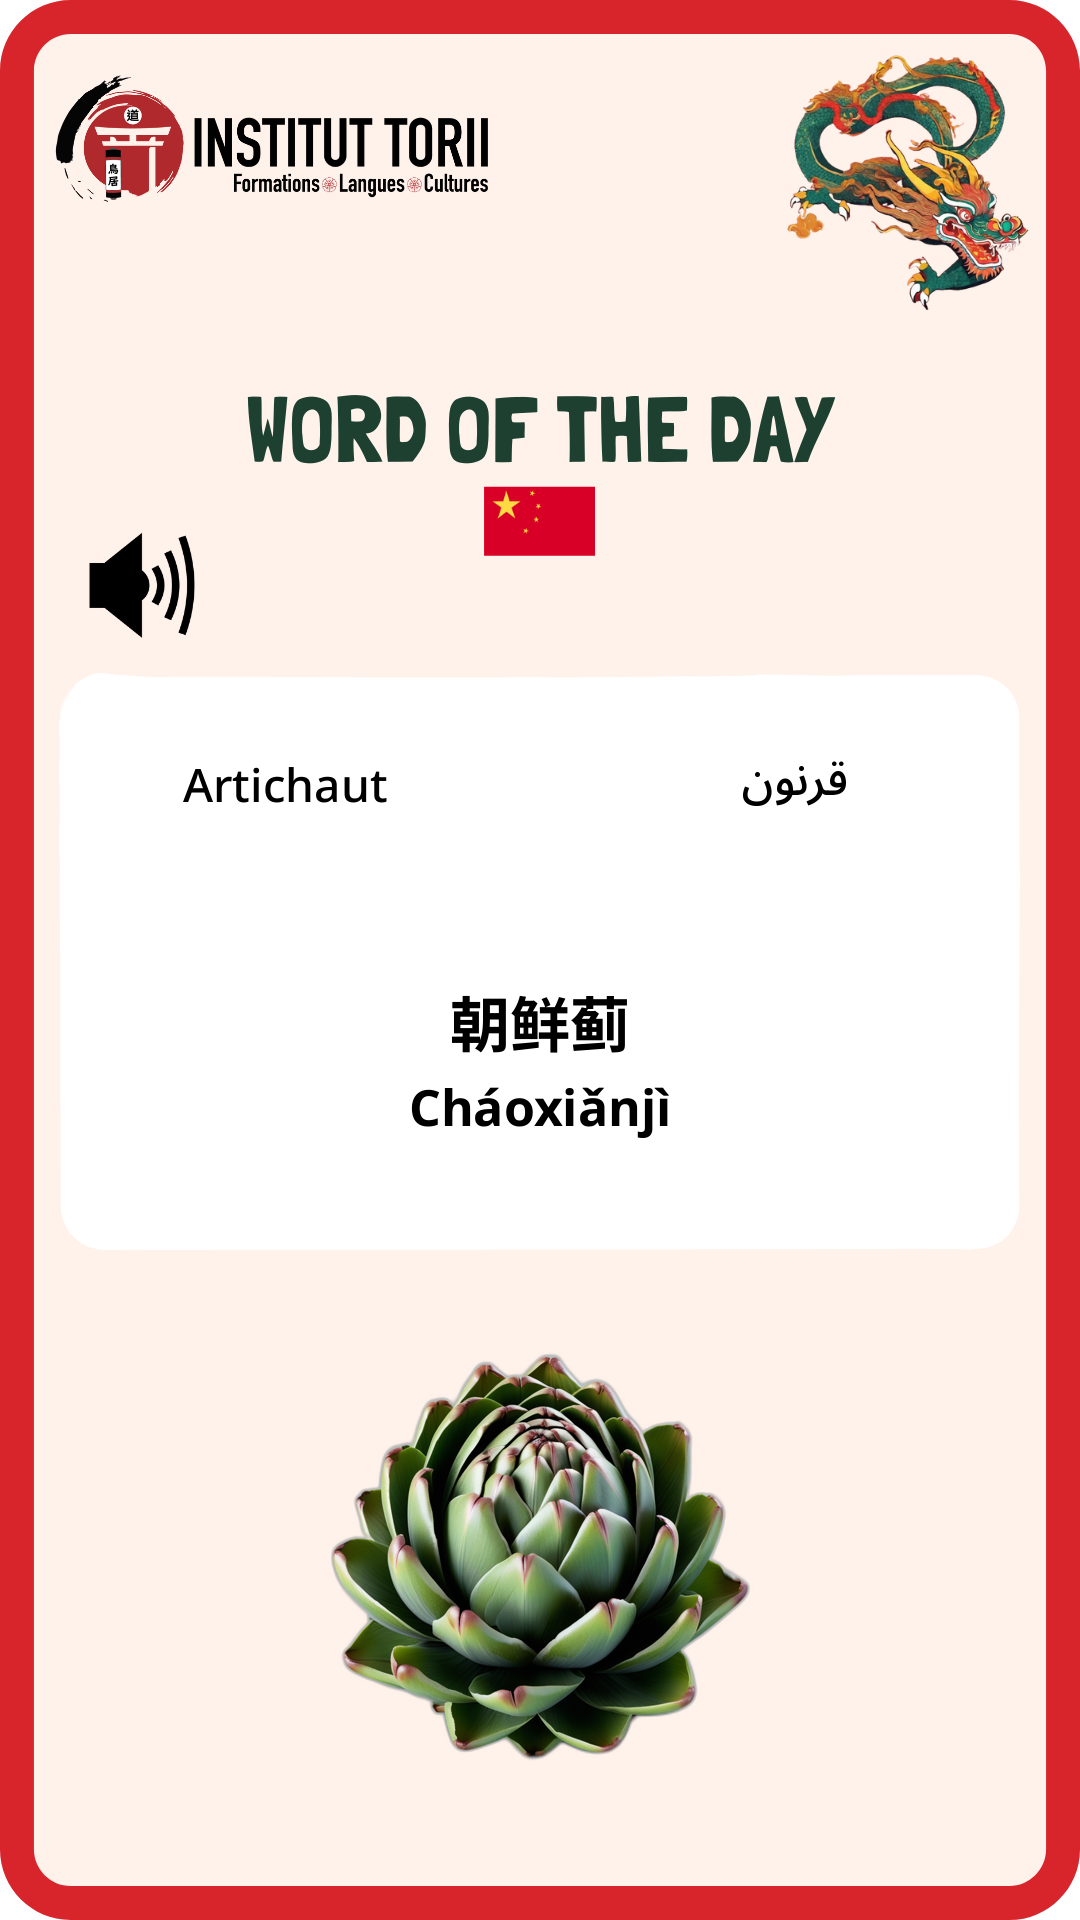 道
鳥居
INSTITUT TORII
Formations Langues Cultures
WORD OF THE DAY
Artichaut
قرنون
朝鲜蓟
Cháoxiǎnjì